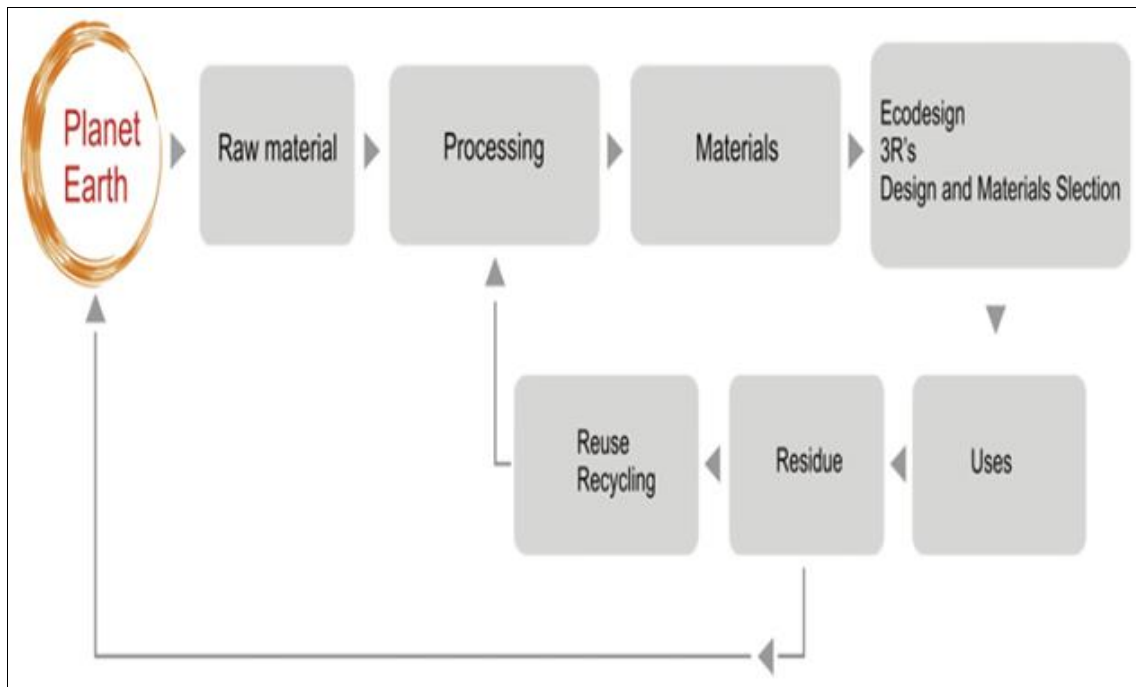 Planet
Earth
Raw material
Processing
Materials
Ecodesign
3R's
Design and Materials Slection
Reuse
Recycling
Residue
Uses